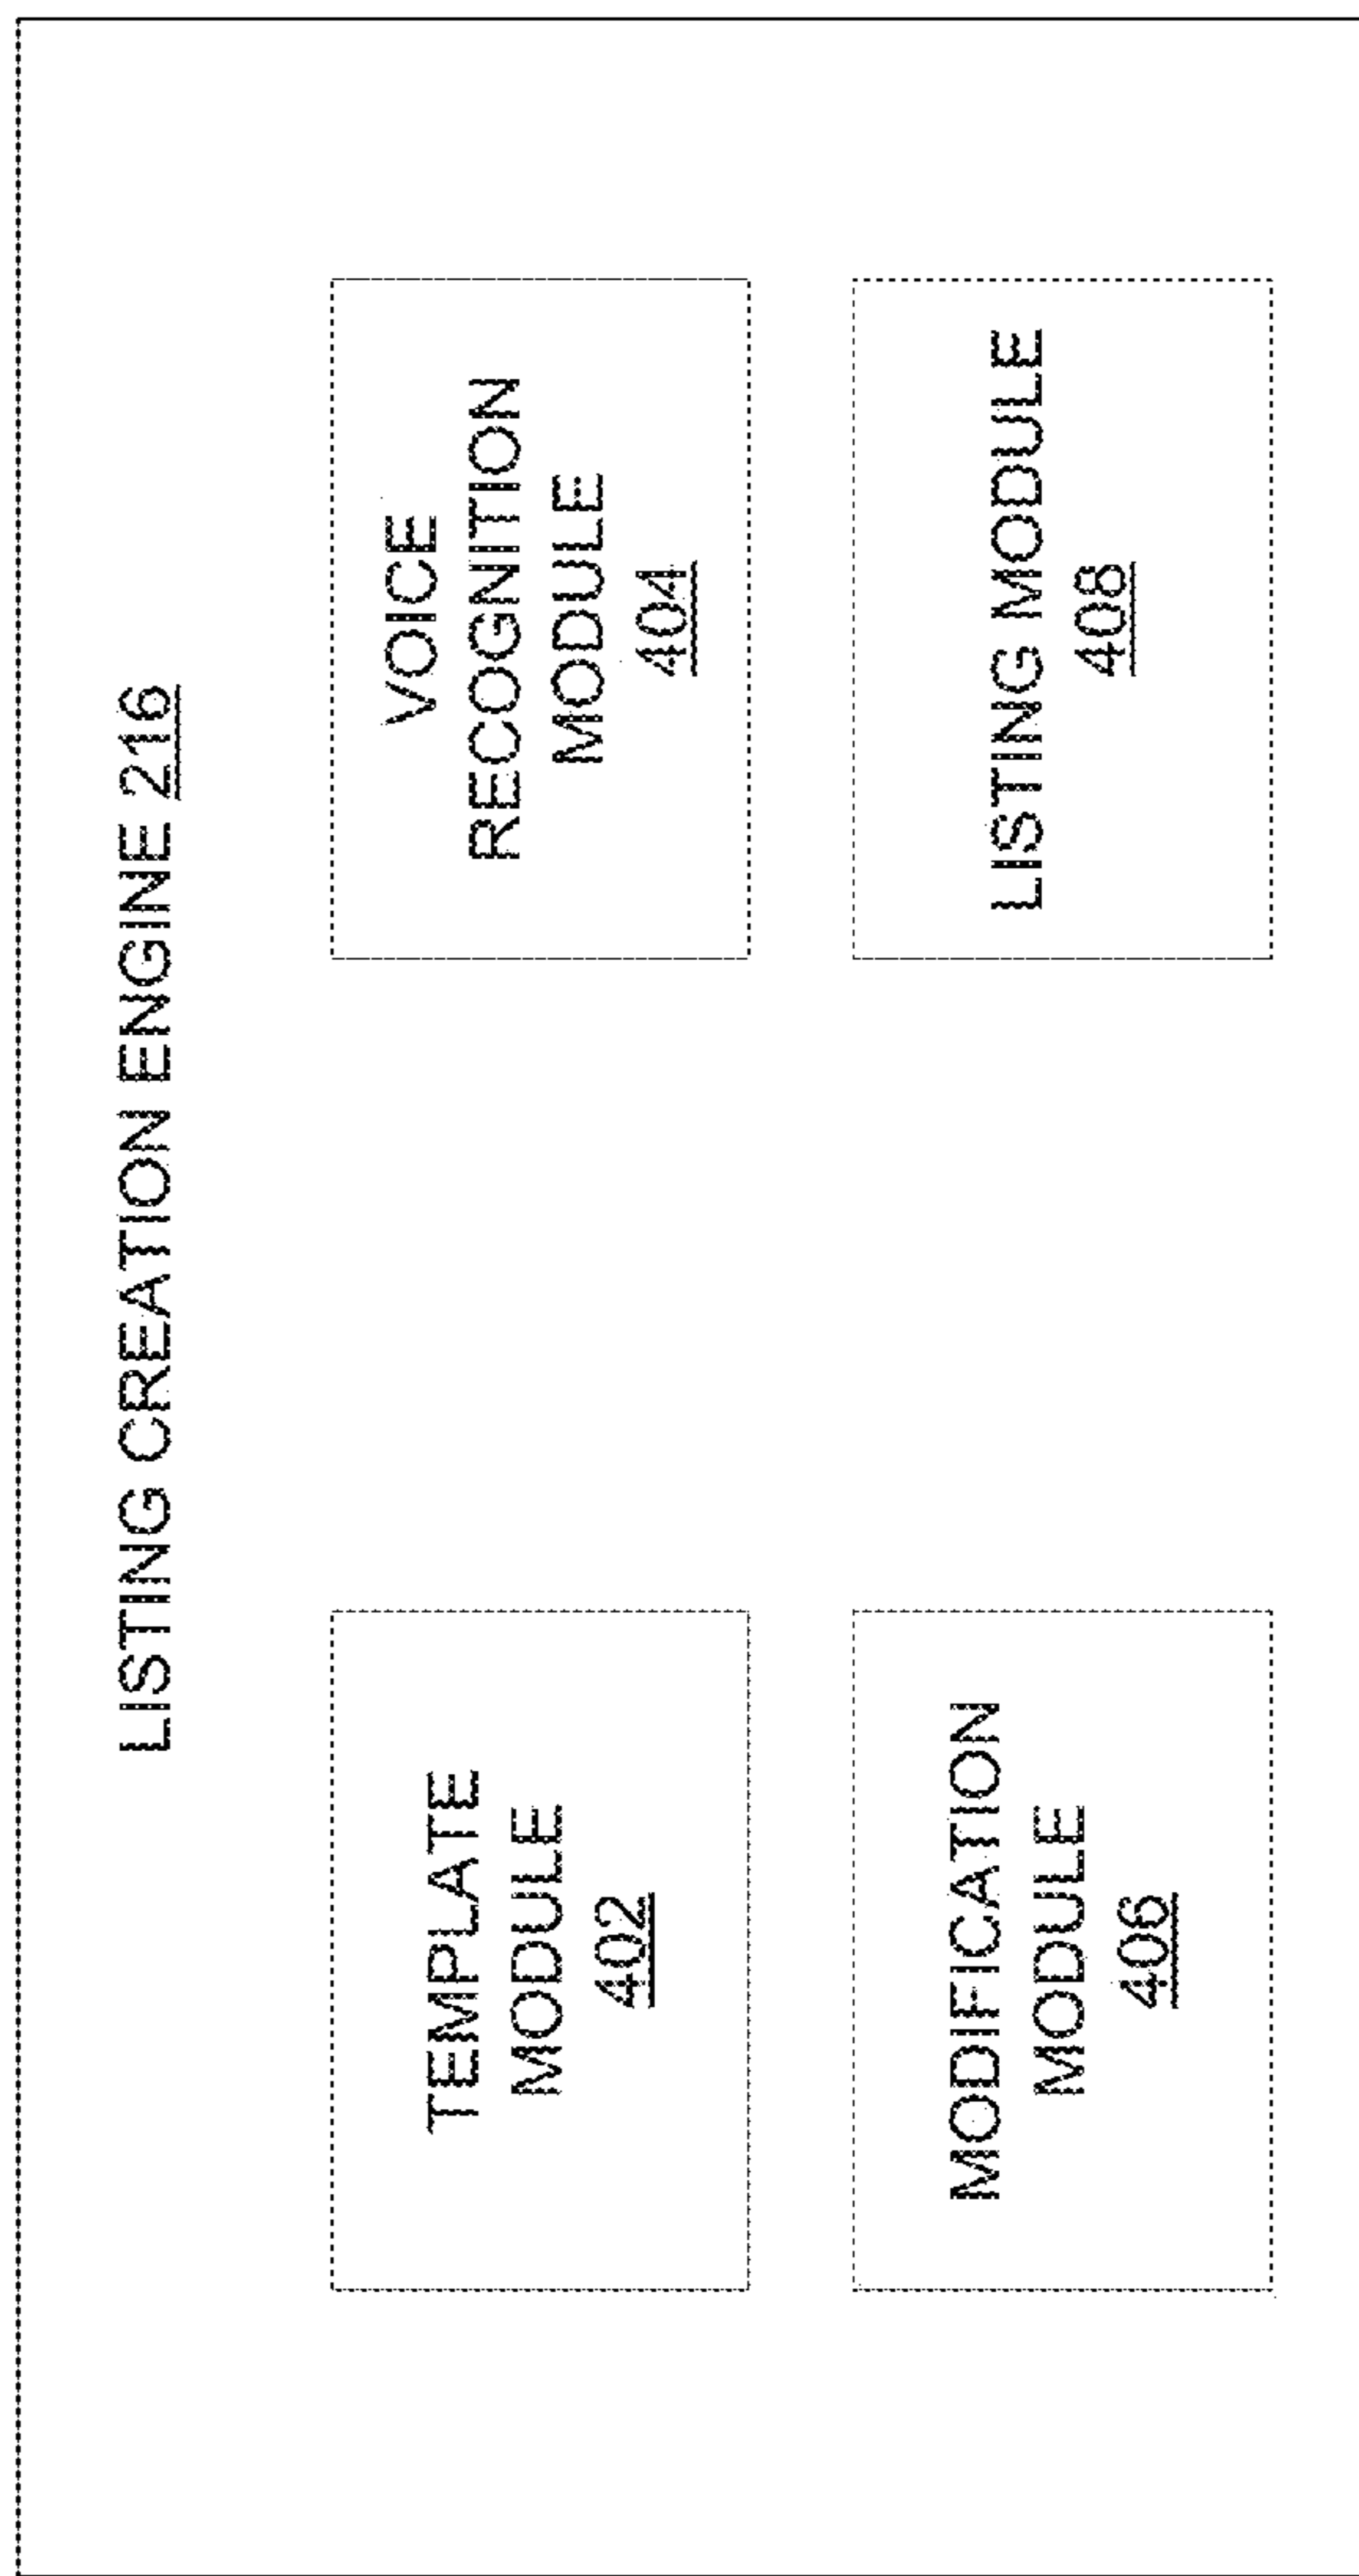 LISTING CREATION ENGINE 216
TEMPLATE
MODULE
402
VOICE
RECOGNITION
MODULE
404
MODIFICATION
MODULE
406
LISTING MODULE
408